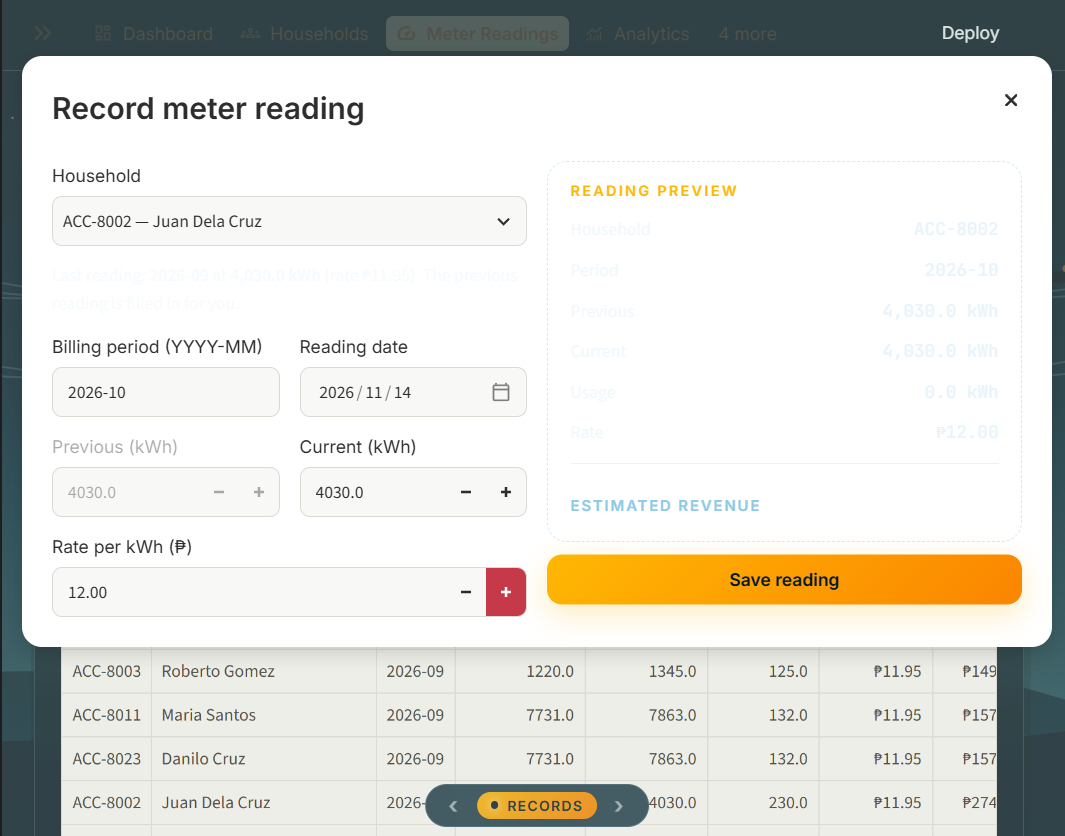 Dashboard
Households
Meter Readings
Analytics
4 more
Deploy
Record meter reading
Household
ACC-8002 — Juan Dela Cruz
Last reading: 2026-09 at 4,030.0 kWh (rate ₱11.95). The previous
reading is filled in for you.
Billing period (YYYY-MM)
Reading date
2026-10
2026/11/14
Previous (kWh)
Current (kWh)
4030.0
4030.0
Rate per kWh (₱)
12.00
READING PREVIEW
Household ACC-8002
Period 2026-10
Previous 4,030.0 kWh
Current 4,030.0 kWh
Usage 0.0 kWh
Rate ₱12.00
ESTIMATED REVENUE
Save reading
ACC-8003 Roberto Gomez 2026-09 1220.0 1345.0 125.0 ₱11.95 ₱149
ACC-8011 Maria Santos 2026-09 7731.0 7863.0 132.0 ₱11.95 ₱157
ACC-8023 Danilo Cruz 2026-09 7731.0 7863.0 132.0 ₱11.95 ₱157
ACC-8002 Juan Dela Cruz 2026- 4030.0 230.0 ₱11.95 ₱274
RECORDS